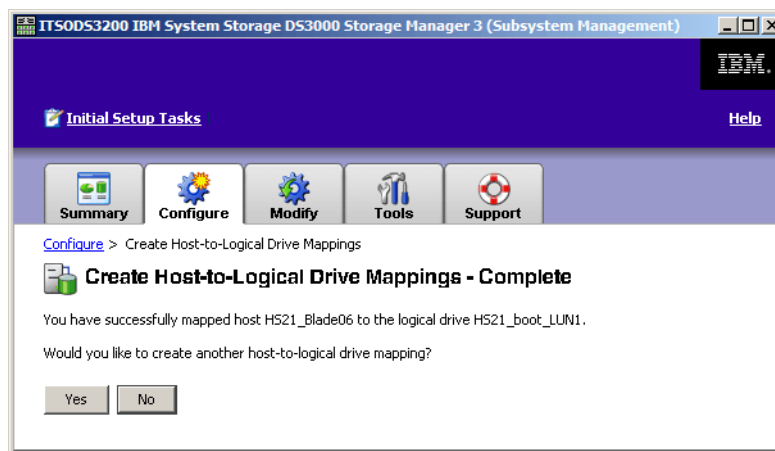 ITSODS3200 IBM System Storage DS3000 Storage Manager 3 (Subsystem Management)
IBM.
Initial Setup Tasks
Help
Summary
Configure
Modify
Tools
Support
Configure > Create Host-to-Logical Drive Mappings
Create Host-to-Logical Drive Mappings - Complete
You have successfully mapped host HS21_Blade06 to the logical drive HS21_boot_LUN1.
Would you like to create another host-to-logical drive mapping?
Yes
No